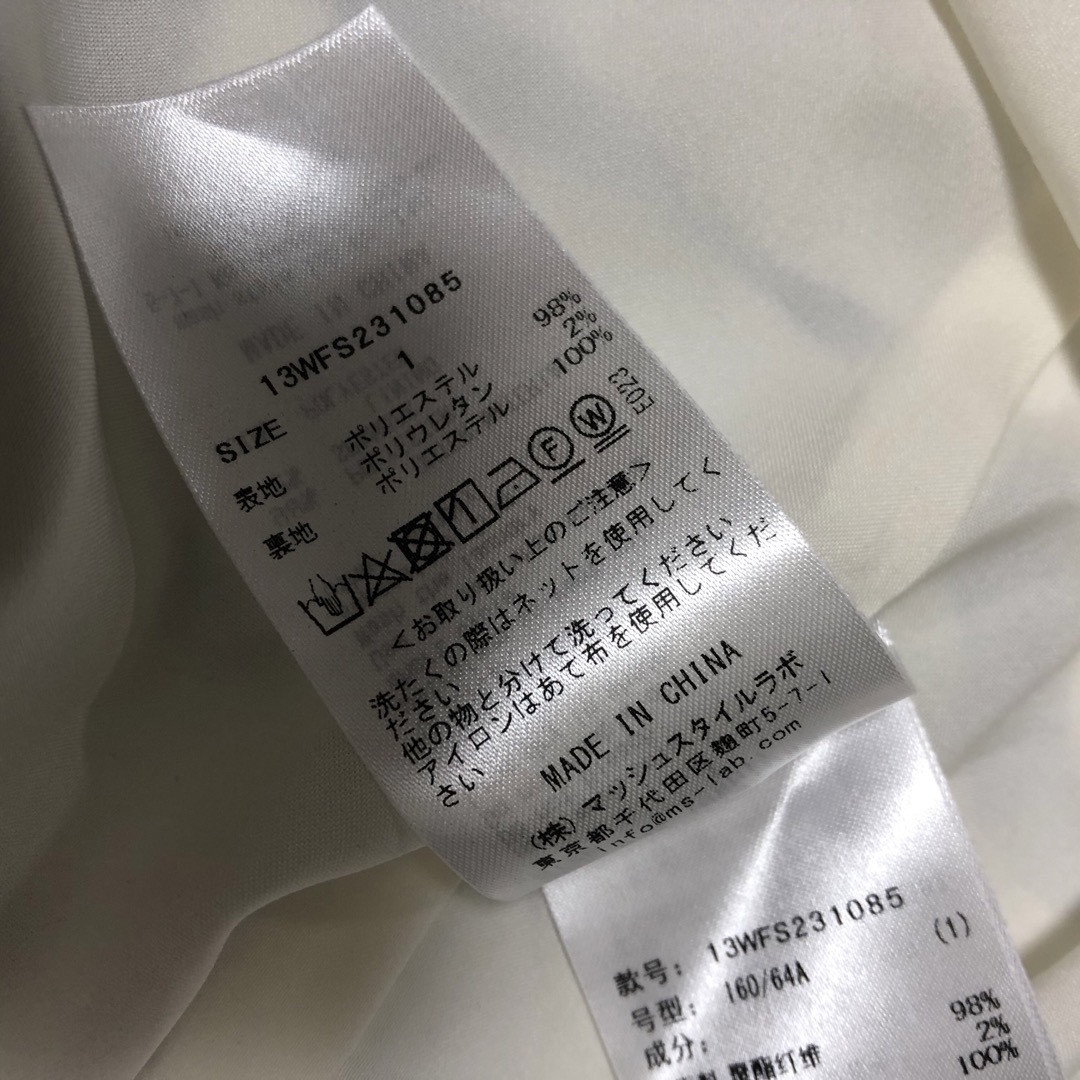 13WFS231085
SIZE 1
表地 ポリエステル 98%
ポリウレタン 2%
裏地 ポリエステル 100%
F W E023
<お取り扱い上のご注意>
洗たくの際はネットを使用してく
ださい
他の物と分けて洗ってください
アイロンはあて布を使用してくだ
さい
MADE IN CHINA
(株)マッシュスタイルラボ
東京都千代田区麹町5-7-1
info@ms-lab.com
款号: 13WFS231085
号型: 160/64A (1)
成分:
98%
2%
聚酯纤维 100%